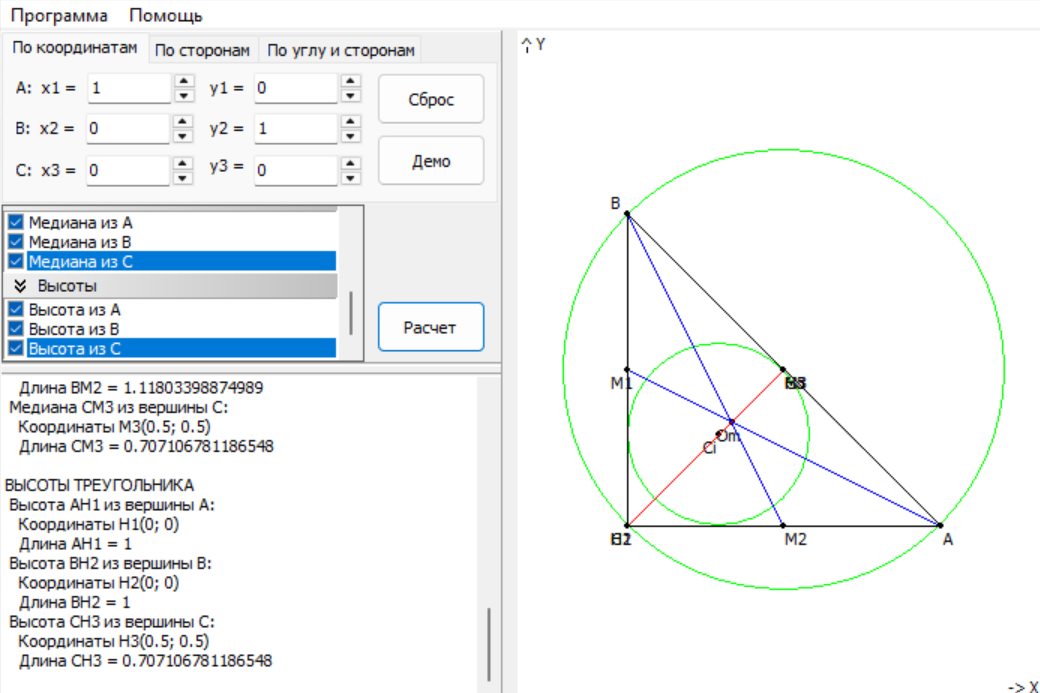 Программа Помощь
По координатам По сторонам По углу и сторонам
A: x1 = 1 y1 = 0
B: x2 = 0 y2 = 1
C: x3 = 0 y3 = 0
Сброс
Демо
Медиана из A
Медиана из B
Медиана из C
Высоты
Высота из A
Высота из B
Высота из C
Расчет
Длина BM2 = 1.11803398874989
Медиана CM3 из вершины C:
Координаты M3(0.5; 0.5)
Длина CM3 = 0.707106781186548
ВЫСОТЫ ТРЕУГОЛЬНИКА
Высота AH1 из вершины A:
Координаты H1(0; 0)
Длина AH1 = 1
Высота BH2 из вершины B:
Координаты H2(0; 0)
Длина BH2 = 1
Высота CH3 из вершины C:
Координаты H3(0.5; 0.5)
Длина CH3 = 0.707106781186548
Y
B
M1
Om
Ci
M2
A
-> X